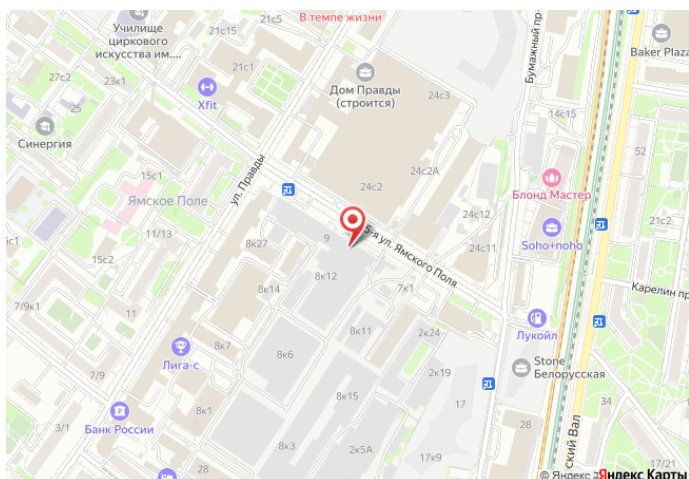 Училище
циркового
искусства им....
21с15
В темпе жизни
27с2
23к1
21с1
Xfit
Дом Правды
(строится)
24с3
Бумажный пр-
Baker Plaza
25
Синергия
14с15
52
15с1
Ямское Поле
ул. Правды
24с2А
24с2
Блонд Мастер
11/13
9
5-я ул. Ямского Поля
24с12
21с2
8к27
24с11
Soho+noho
15с2
8к12
Карелин пр
7/9к1
8к14
7к1
11
8к11
2к24
Лукойл
8к7
8к6
Лига-с
Stone
Белорусская
7/9
2к19
8к15
34
3/1
Банк России
8к1
17
28
ский Вал
8к3
2к5А
17к9
28
17/21
© Яндекс
Яндекс Карты